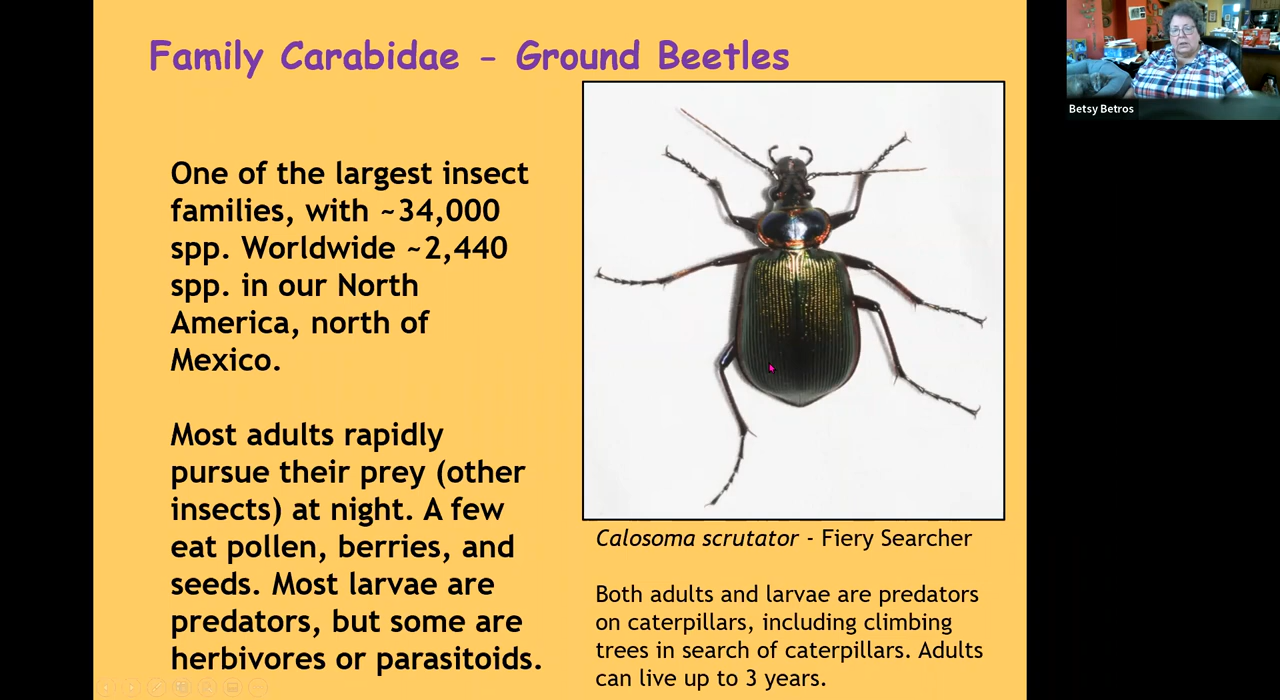 Family Carabidae - Ground Beetles
One of the largest insect
families, with ~34,000
spp. Worldwide ~2,440
spp. in our North
America, north of
Mexico.
Most adults rapidly
pursue their prey (other
insects) at night. A few
eat pollen, berries, and
seeds. Most larvae are
predators, but some are
herbivores or parasitoids.
Calosoma scrutator - Fiery Searcher
Both adults and larvae are predators
on caterpillars, including climbing
trees in search of caterpillars. Adults
can live up to 3 years.
Betsy Betros